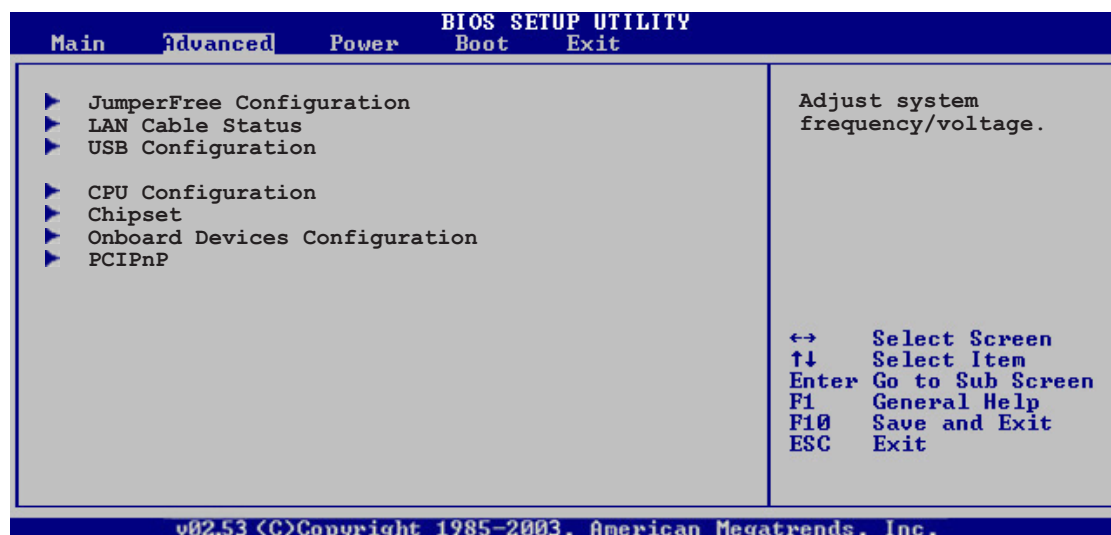 BIOS SETUP UTILITY
Main Advanced Power Boot Exit
JumperFree Configuration
LAN Cable Status
USB Configuration
CPU Configuration
Chipset
Onboard Devices Configuration
PCIPnP
Adjust system
frequency/voltage.
←→ Select Screen
↑↓ Select Item
Enter Go to Sub Screen
F1 General Help
F10 Save and Exit
ESC Exit
v02.53 (C)Copyright 1985-2003, American Megatrends, Inc.